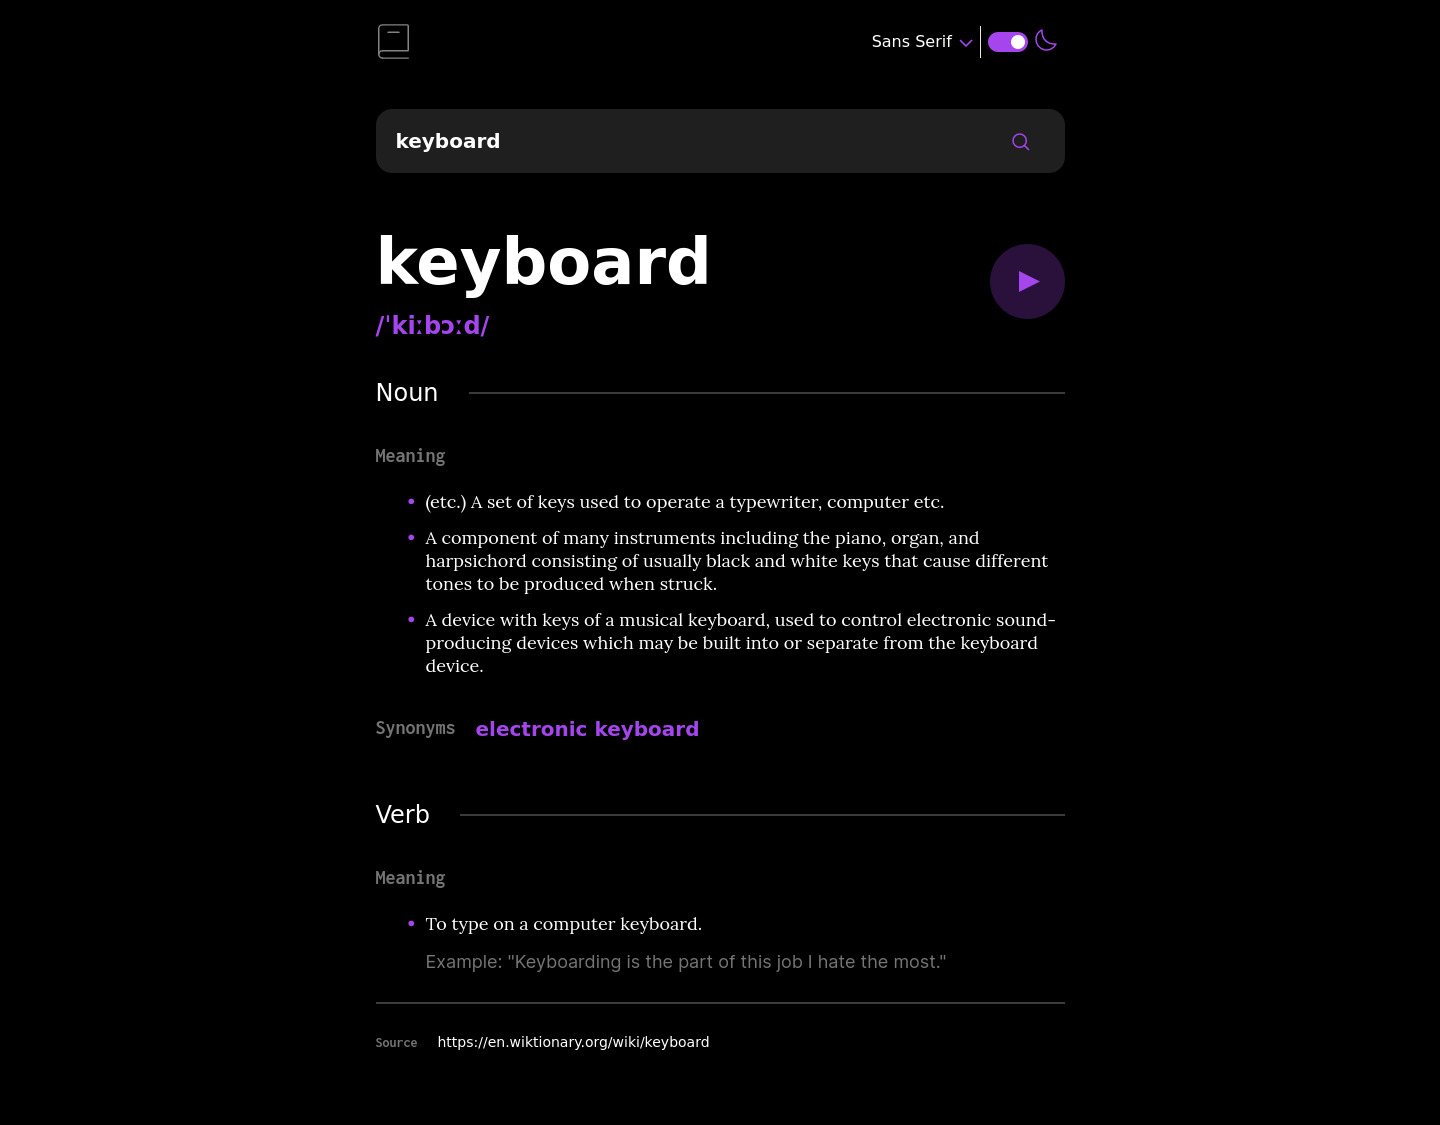 Sans Serif
keyboard
keyboard
/ˈkiːbɔːd/
Noun
Meaning
(etc.) A set of keys used to operate a typewriter, computer etc.
A component of many instruments including the piano, organ, and
harpsichord consisting of usually black and white keys that cause different
tones to be produced when struck.
A device with keys of a musical keyboard, used to control electronic sound-
producing devices which may be built into or separate from the keyboard
device.
Synonyms electronic keyboard
Verb
Meaning
To type on a computer keyboard.
Example: "Keyboarding is the part of this job I hate the most."
Source https://en.wiktionary.org/wiki/keyboard